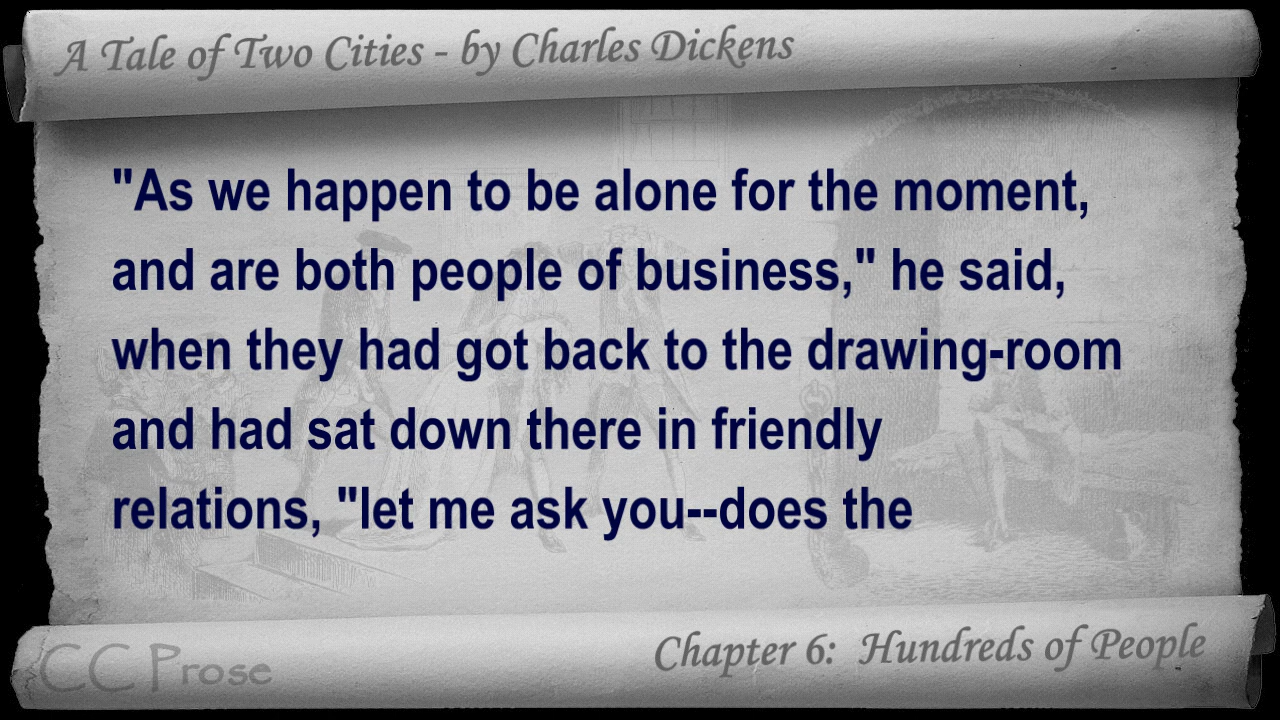 A Tale of Two Cities - by Charles Dickens
"As we happen to be alone for the moment,
and are both people of business," he said,
when they had got back to the drawing-room
and had sat down there in friendly
relations, "let me ask you--does the
Chapter 6:  Hundreds of People
CC Prose